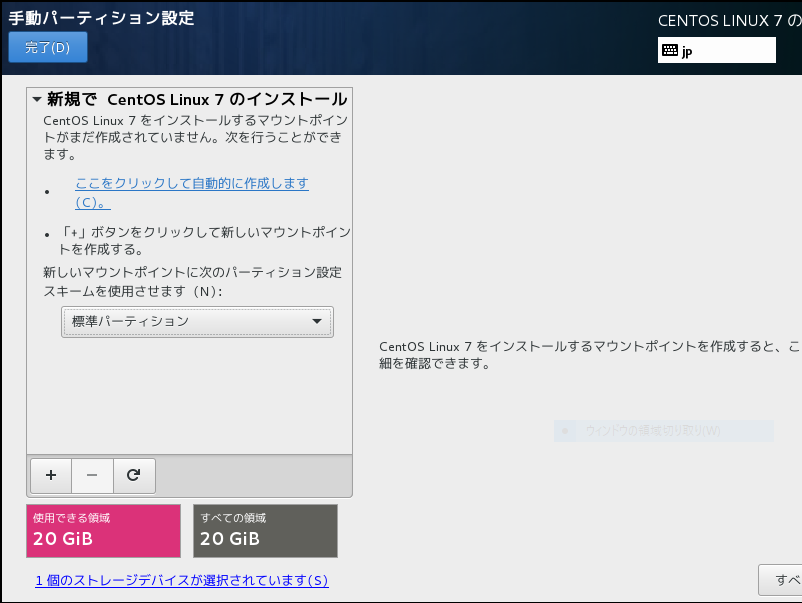 手動パーティション設定
CENTOS LINUX 7 の
完了(D)
jp
新規で CentOS Linux 7 のインストール
CentOS Linux 7 をインストールするマウントポイン
トがまだ作成されていません。次を行うことができ
ます。
• ここをクリックして自動的に作成します
(C)。
• 「+」ボタンをクリックして新しいマウントポイン
トを作成する。
新しいマウントポイントに次のパーティション設定
スキームを使用させます（N）:
標準パーティション
CentOS Linux 7 をインストールするマウントポイントを作成すると、こ
細を確認できます。
ウィンドウの領域切り取り(W)
+ −
使用できる領域
20 GiB
すべての領域
20 GiB
1 個のストレージデバイスが選択されています(S)
すべ